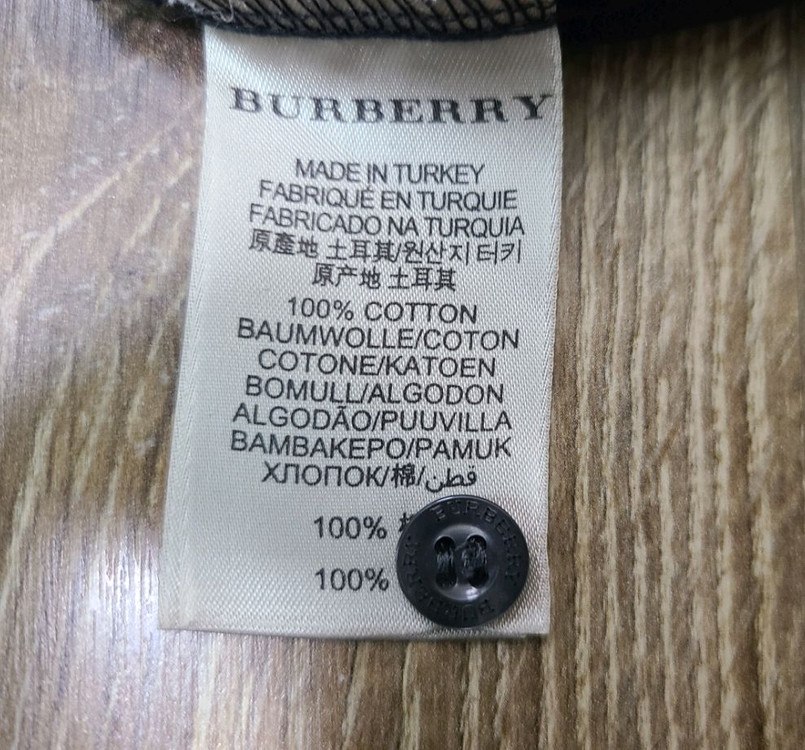 BURBERRY
MADE IN TURKEY
FABRIQUÉ EN TURQUIE
FABRICADO NA TURQUIA
原產地 土耳其/원산지 터키
原产地 土耳其
100% COTTON
BAUMWOLLE/COTON
COTONE/KATOEN
BOMULL/ALGODON
ALGODÃO/PUUVILLA
BAMBAKEPO/PAMUK
ХЛОПОК/棉/قطن
100%
100%
BURBERRY
BURBERRY